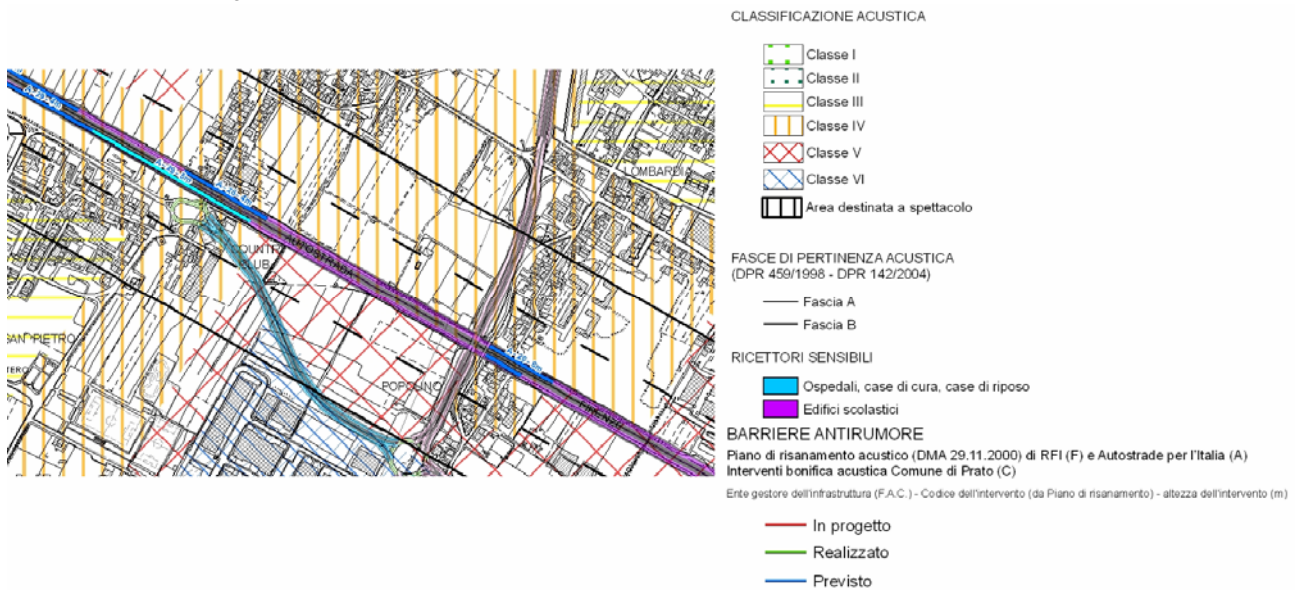 CLASSIFICAZIONE ACUSTICA
Classe I
Classe II
Classe III
Classe IV
Classe V
Classe VI
Area destinata a spettacolo
FASCE DI PERTINENZA ACUSTICA
(DPR 459/1998 - DPR 142/2004)
Fascia A
Fascia B
RICETTORI SENSIBILI
Ospedali, case di cura, case di riposo
Edifici scolastici
BARRIERE ANTIRUMORE
Piano di risanamento acustico (DMA 29.11.2000) di RFI (F) e Autostrade per l'Italia (A)
Interventi bonifica acustica Comune di Prato (C)
Ente gestore dell'infrastruttura (F.A.C.) - Codice dell'intervento (da Piano di risanamento) - altezza dell'intervento (m)
In progetto
Realizzato
Previsto
LOMBARDIA
AUTOSTRADA
COUNTR
CLUB
SAN PIETRO
POPOLINO
FIRENZE